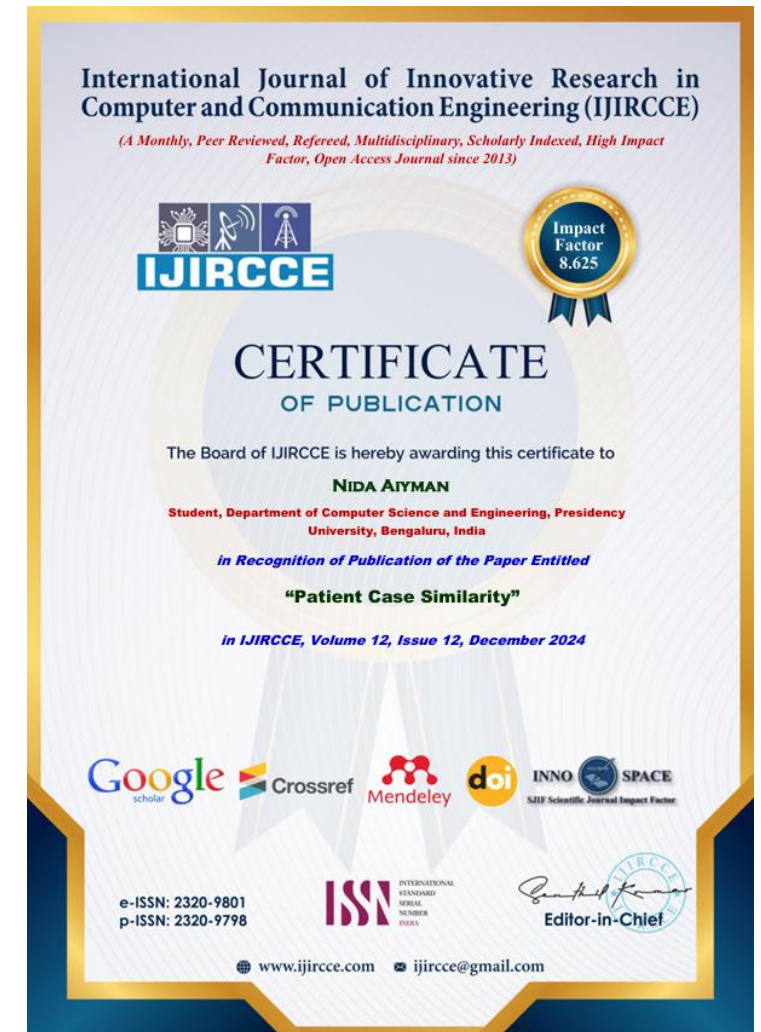 International Journal of Innovative Research in
Computer and Communication Engineering (IJIRCCE)
(A Monthly, Peer Reviewed, Refereed, Multidisciplinary, Scholarly Indexed, High Impact
Factor, Open Access Journal since 2013)
IJIRCCE
Impact
Factor
8.625
CERTIFICATE
OF PUBLICATION
The Board of IJIRCCE is hereby awarding this certificate to
NIDA AIYMAN
Student, Department of Computer Science and Engineering, Presidency
University, Bengaluru, India
in Recognition of Publication of the Paper Entitled
“Patient Case Similarity”
in IJIRCCE, Volume 12, Issue 12, December 2024
Google
scholar
Crossref
Mendeley
doi
INNO SPACE
SJIF Scientific Journal Impact Factor
e-ISSN: 2320-9801
p-ISSN: 2320-9798
ISSN
INTERNATIONAL
STANDARD
SERIAL
NUMBER
INDIA
IJIRCCE
Senthil Kumar
Editor-in-Chief
www.ijircce.com ijircce@gmail.com